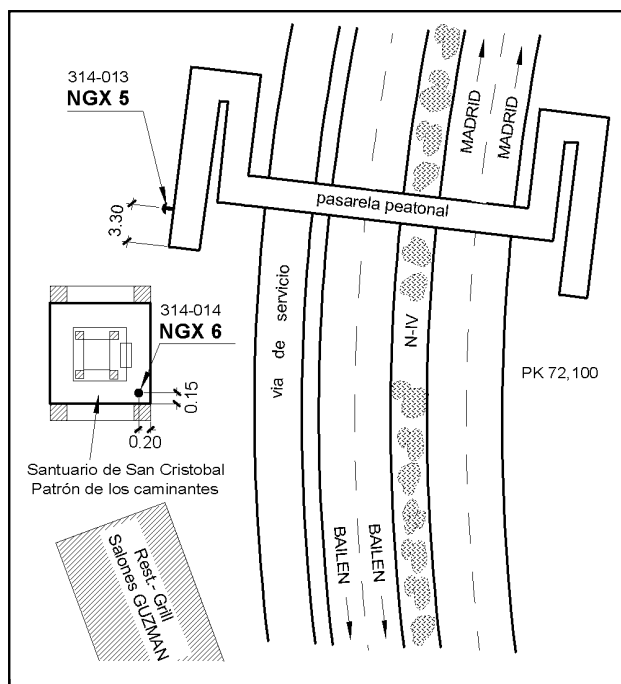 314-013
NGX 5
3.30
MADRID
MADRID
pasarela peatonal
314-014
NGX 6
0.15
0.20
via de servicio
N-IV
PK 72,100
Santuario de San Cristobal
Patrón de los caminantes
BAILEN
BAILEN
Rest.- Grill
Salones GUZMAN